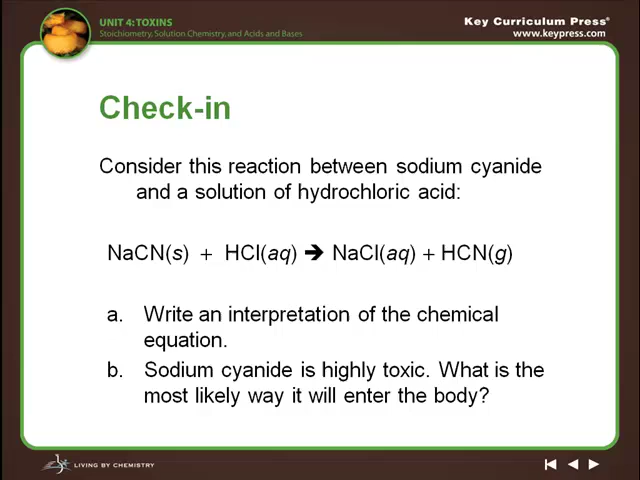 UNIT 4: TOXINS
Stoichiometry, Solution Chemistry, and Acids and Bases
Key Curriculum Press®
www.keypress.com
Check-in
Consider this reaction between sodium cyanide
and a solution of hydrochloric acid:
NaCN(s) + HCl(aq) ➔ NaCl(aq) + HCN(g)
a. Write an interpretation of the chemical
equation.
b. Sodium cyanide is highly toxic. What is the
most likely way it will enter the body?
LIVING BY CHEMISTRY